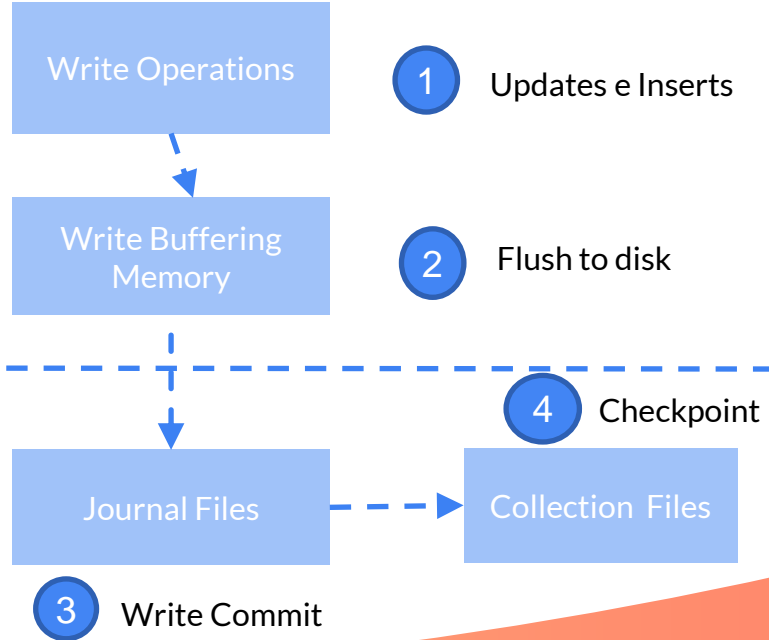 Write Operations
1
Updates e Inserts
Write Buffering
Memory
2
Flush to disk
4
Checkpoint
Journal Files
Collection Files
3
Write Commit